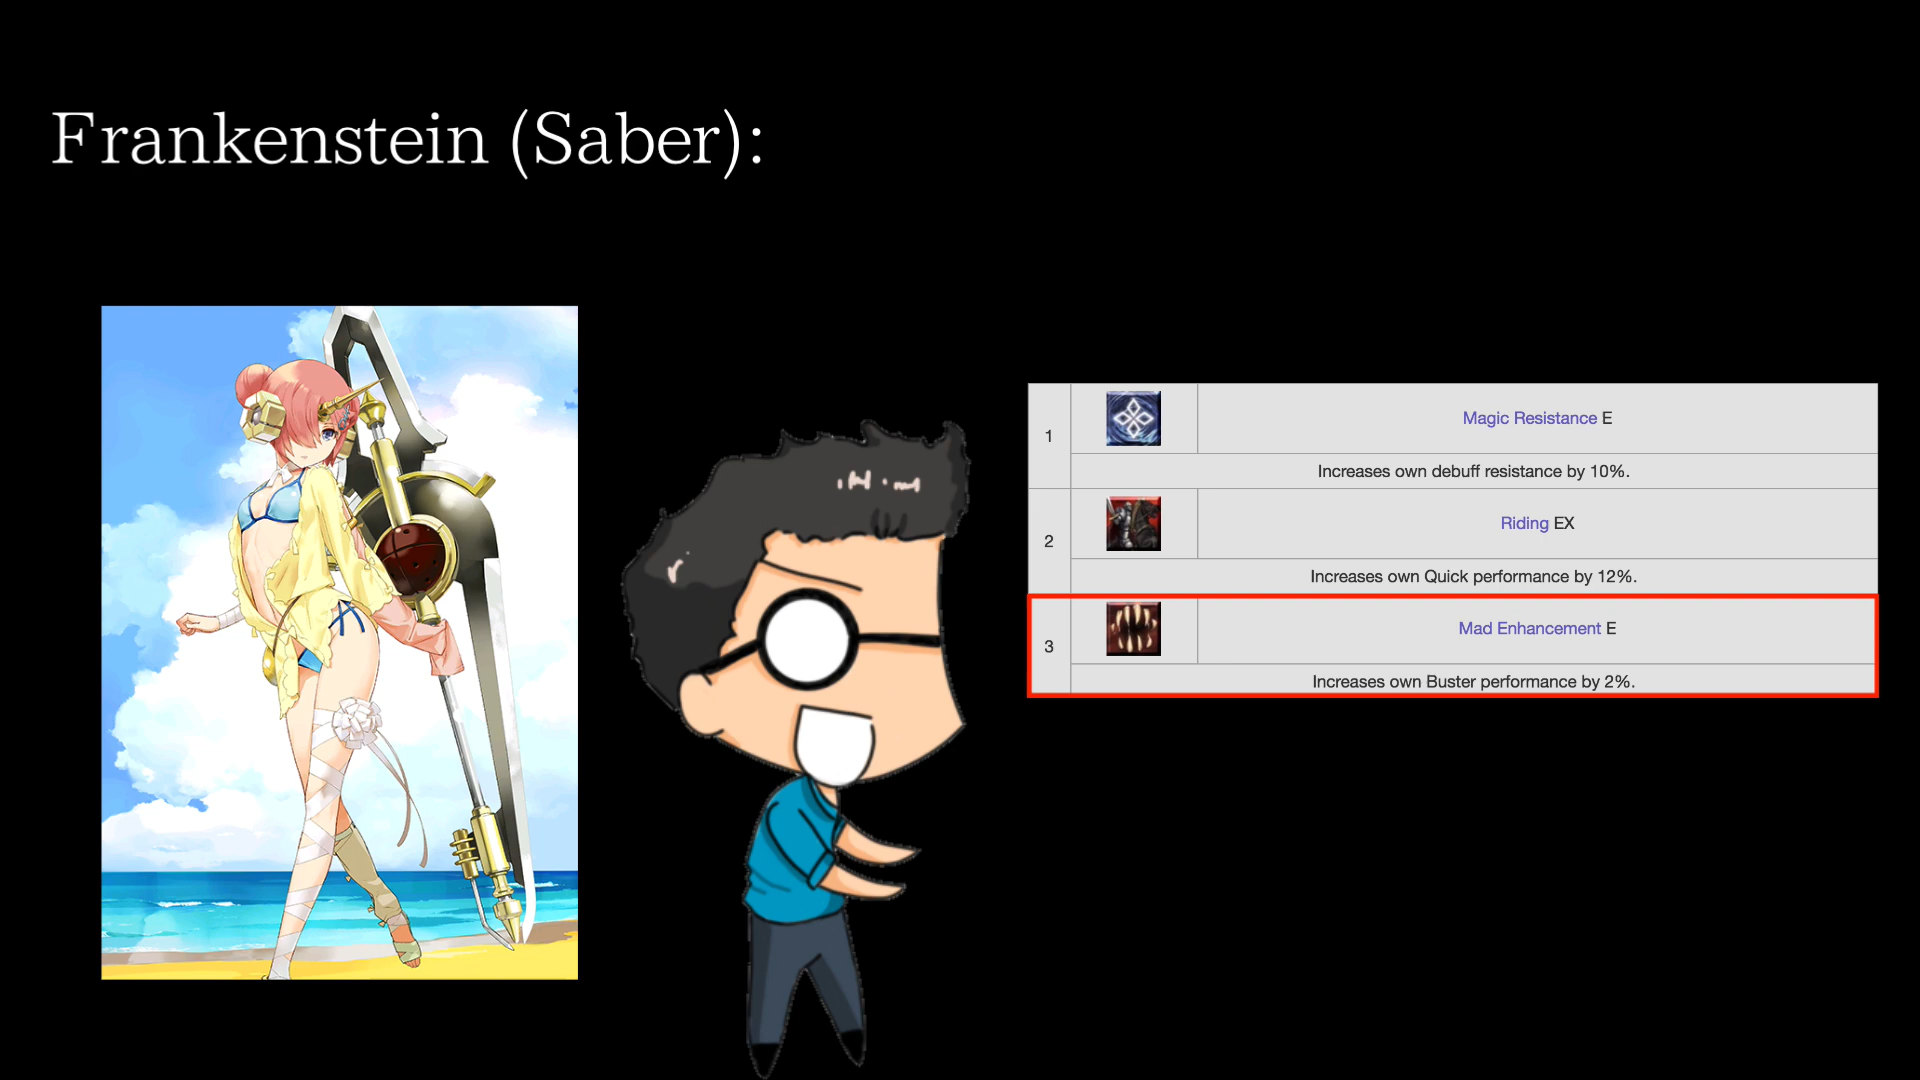 Frankenstein (Saber):
1
Magic Resistance E
Increases own debuff resistance by 10%.
2
Riding EX
Increases own Quick performance by 12%.
3
Mad Enhancement E
Increases own Buster performance by 2%.